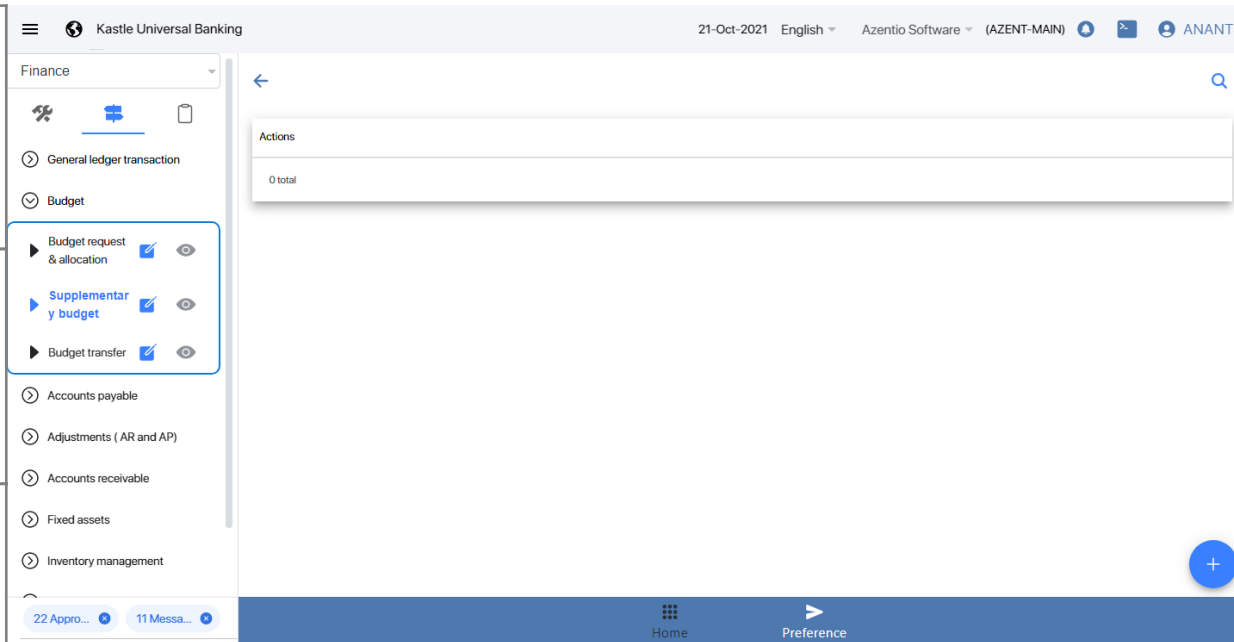 Kastle Universal Banking
21-Oct-2021 English Azentio Software (AZENT-MAIN) ANANT
Finance
Actions
General ledger transaction
0 total
Budget
Budget request
& allocation
Supplementar
y budget
Budget transfer
Accounts payable
Adjustments ( AR and AP)
Accounts receivable
Fixed assets
Inventory management
22 Appro... 11 Messa...
Home Preference